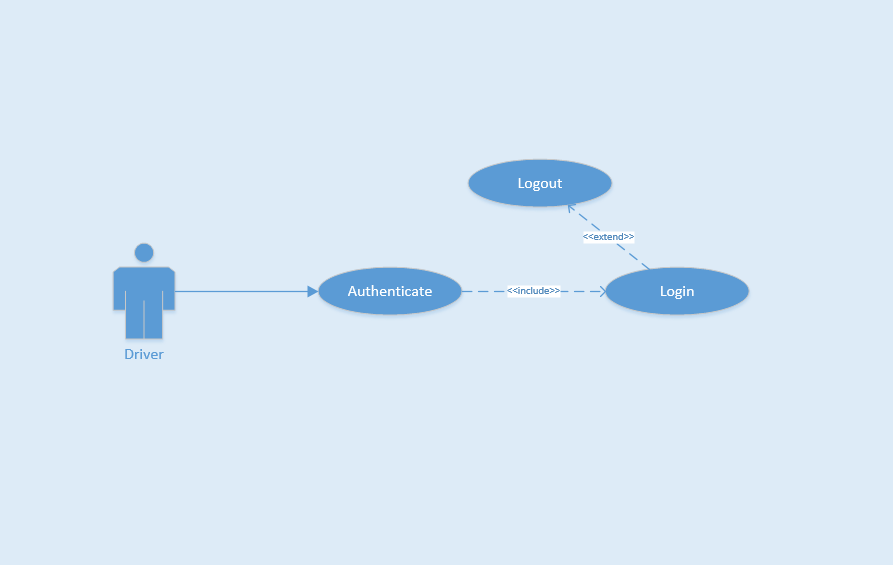 Logout
<<extend>>
Authenticate
<<include>>
Login
Driver